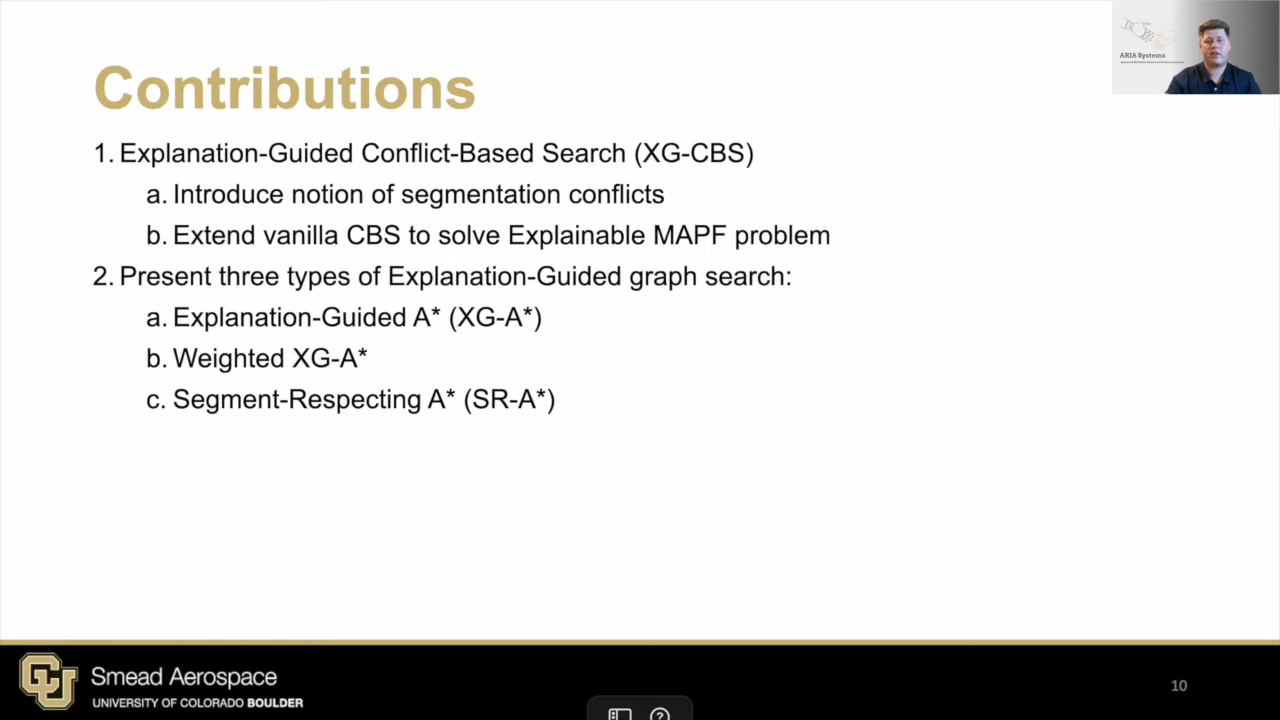 ARIA Systems
Contributions
1. Explanation-Guided Conflict-Based Search (XG-CBS)
a. Introduce notion of segmentation conflicts
b. Extend vanilla CBS to solve Explainable MAPF problem
2. Present three types of Explanation-Guided graph search:
a. Explanation-Guided A* (XG-A*)
b. Weighted XG-A*
c. Segment-Respecting A* (SR-A*)
CU
Smead Aerospace
UNIVERSITY OF COLORADO BOULDER
10